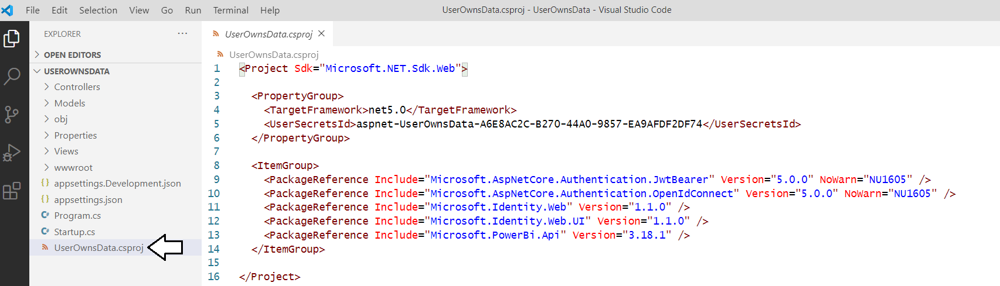 File Edit Selection View Go Run Terminal Help UserOwnsData.csproj - UserOwnsData - Visual Studio Code
EXPLORER ···
OPEN EDITORS
USEROWNSDATA
Controllers
Models
obj
Properties
Views
wwwroot
{} appsettings.Development.json
{} appsettings.json
C# Program.cs
C# Startup.cs
UserOwnsData.csproj
UserOwnsData.csproj ×
UserOwnsData.csproj
1 <Project Sdk="Microsoft.NET.Sdk.Web">
2
3 <PropertyGroup>
4 <TargetFramework>net5.0</TargetFramework>
5 <UserSecretsId>aspnet-UserOwnsData-A6E8AC2C-B270-44A0-9857-EA9AFDF2DF74</UserSecretsId>
6 </PropertyGroup>
7
8 <ItemGroup>
9 <PackageReference Include="Microsoft.AspNetCore.Authentication.JwtBearer" Version="5.0.0" NoWarn="NU1605" />
10 <PackageReference Include="Microsoft.AspNetCore.Authentication.OpenIdConnect" Version="5.0.0" NoWarn="NU1605" />
11 <PackageReference Include="Microsoft.Identity.Web" Version="1.1.0" />
12 <PackageReference Include="Microsoft.Identity.Web.UI" Version="1.1.0" />
13 <PackageReference Include="Microsoft.PowerBi.Api" Version="3.18.1" />
14 </ItemGroup>
15
16 </Project>